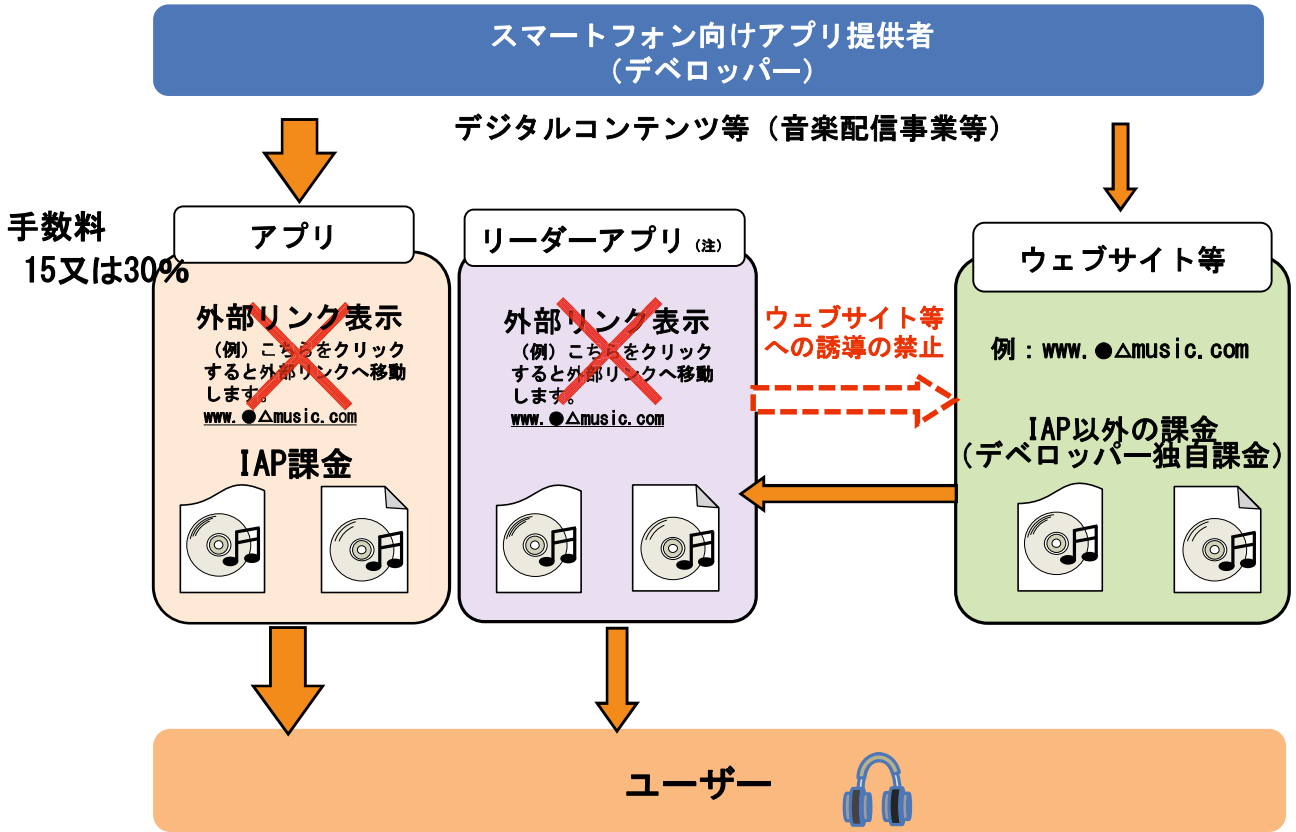 スマートフォン向けアプリ提供者
（デベロッパー）
デジタルコンテンツ等（音楽配信事業等）
手数料
15又は30%
アプリ
外部リンク表示
（例）こちらをクリック
すると外部リンクへ移動
します。
www.●△music.com
IAP課金
リーダーアプリ（注）
外部リンク表示
（例）こちらをクリック
すると外部リンクへ移動
します。
www.●△music.com
ウェブサイト等
への誘導の禁止
ウェブサイト等
例：www.●△music.com
IAP以外の課金
（デベロッパー独自課金）
ユーザー